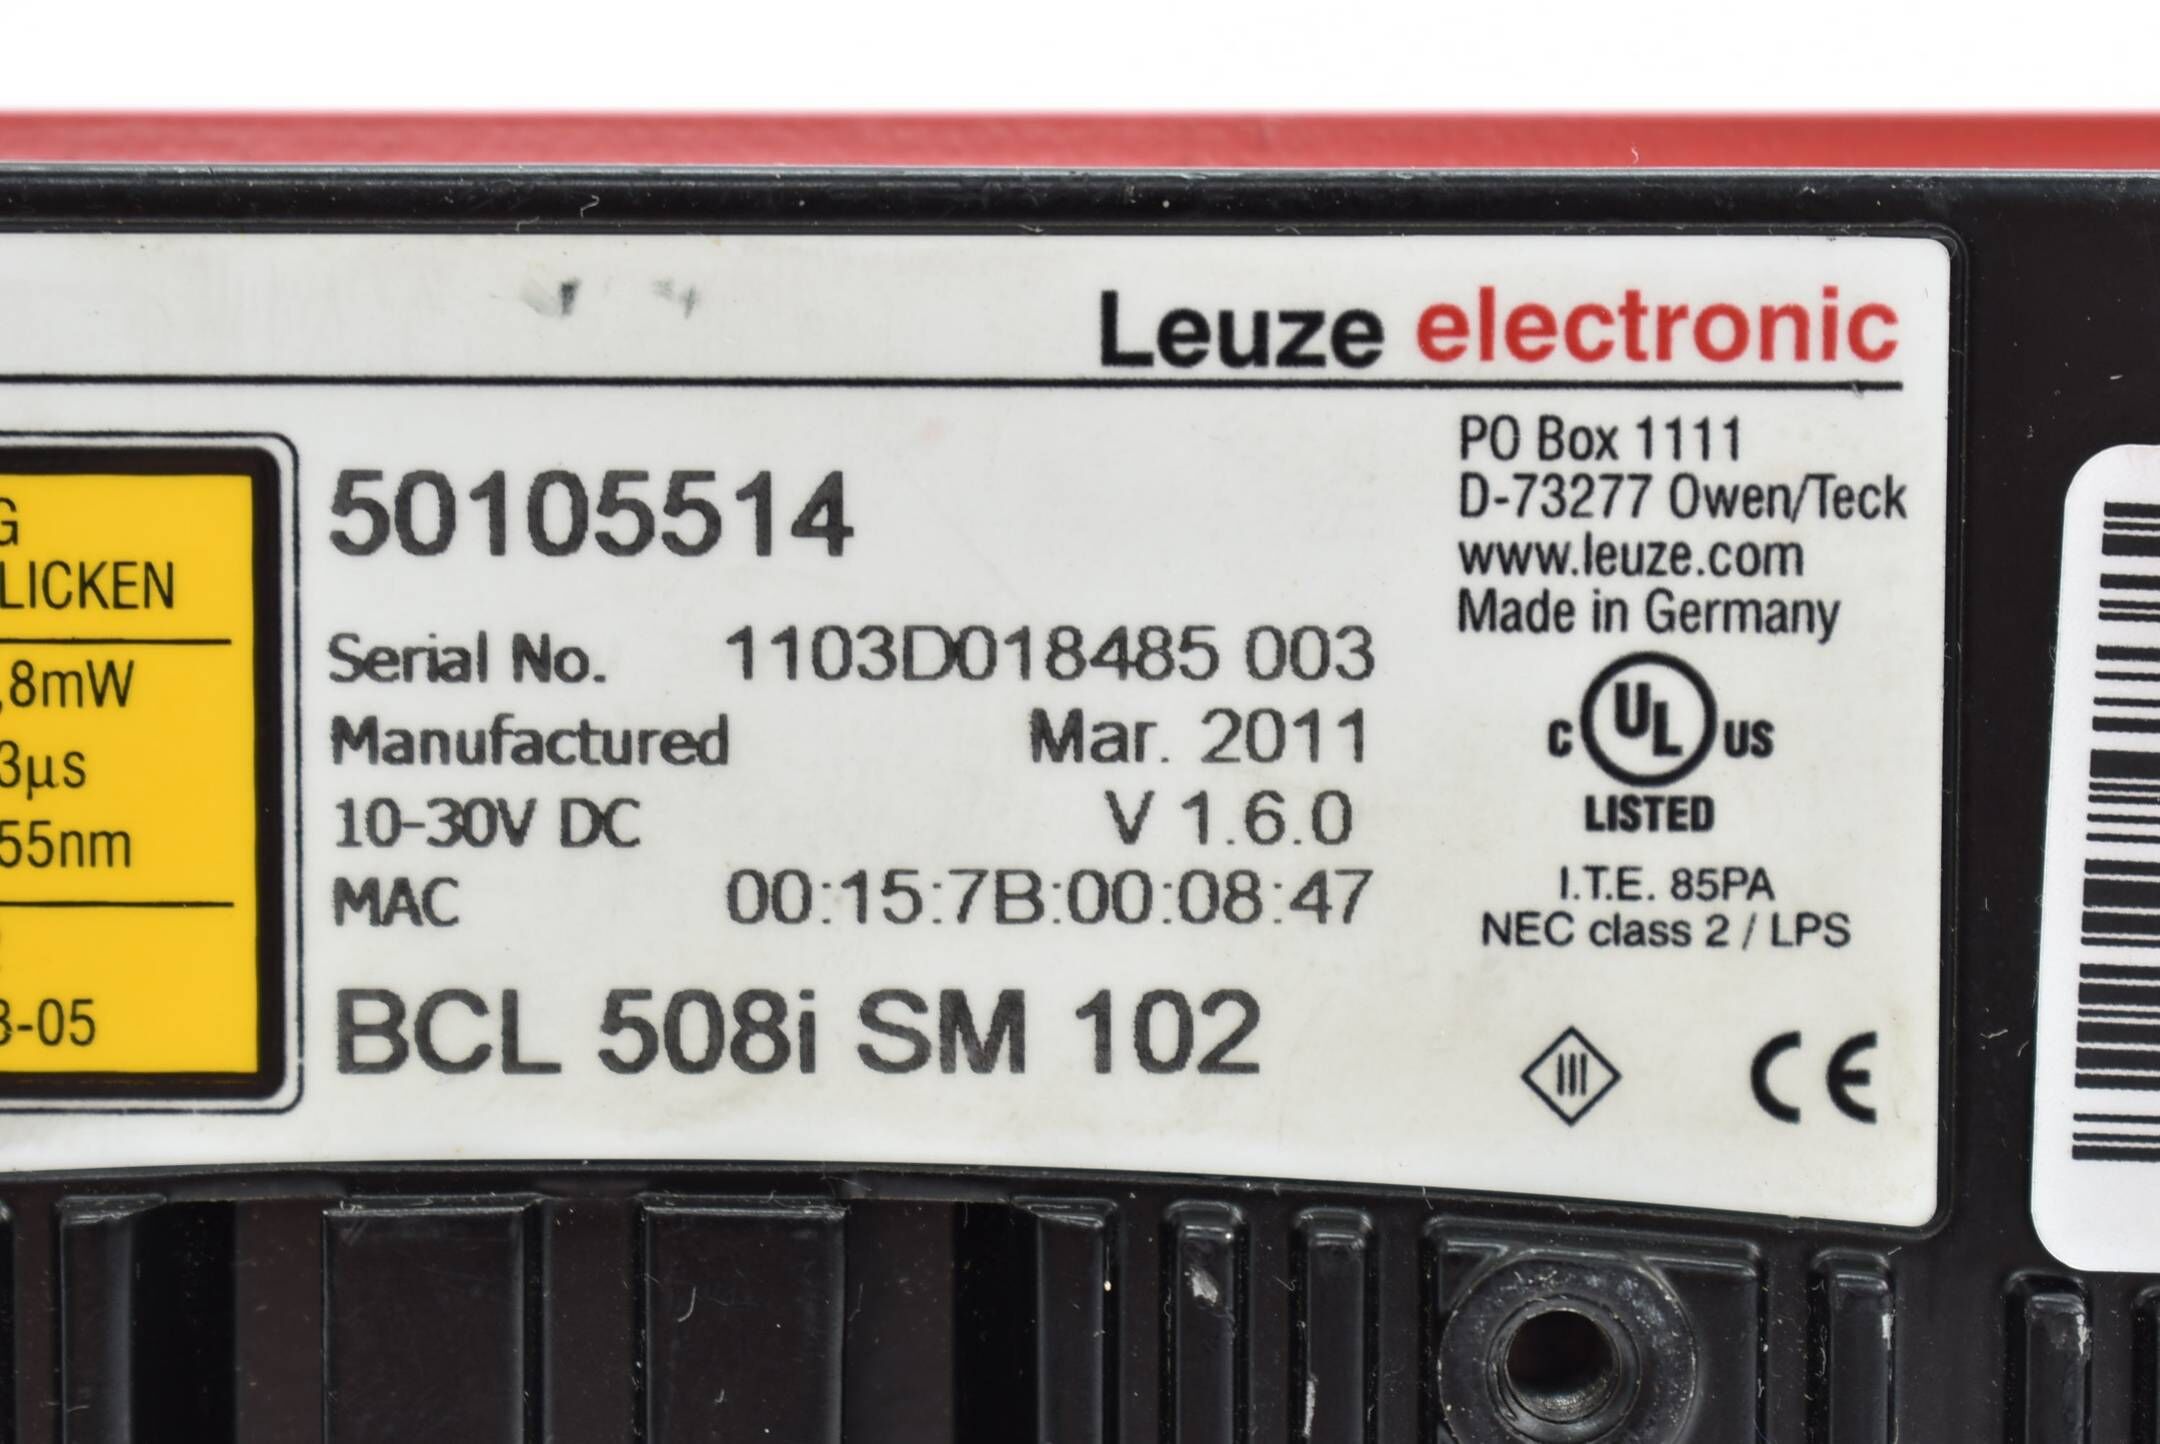 Leuze electronic
LICKEN
,8mW
3µs
55nm
3-05
50105514
Serial No. 1103D018485 003
Manufactured Mar. 2011
10-30V DC V 1.6.0
MAC 00:15:7B:00:08:47
BCL 508i SM 102
PO Box 1111
D-73277 Owen/Teck
www.leuze.com
Made in Germany
C UL US
LISTED
I.T.E. 85PA
NEC class 2 / LPS
III
CE